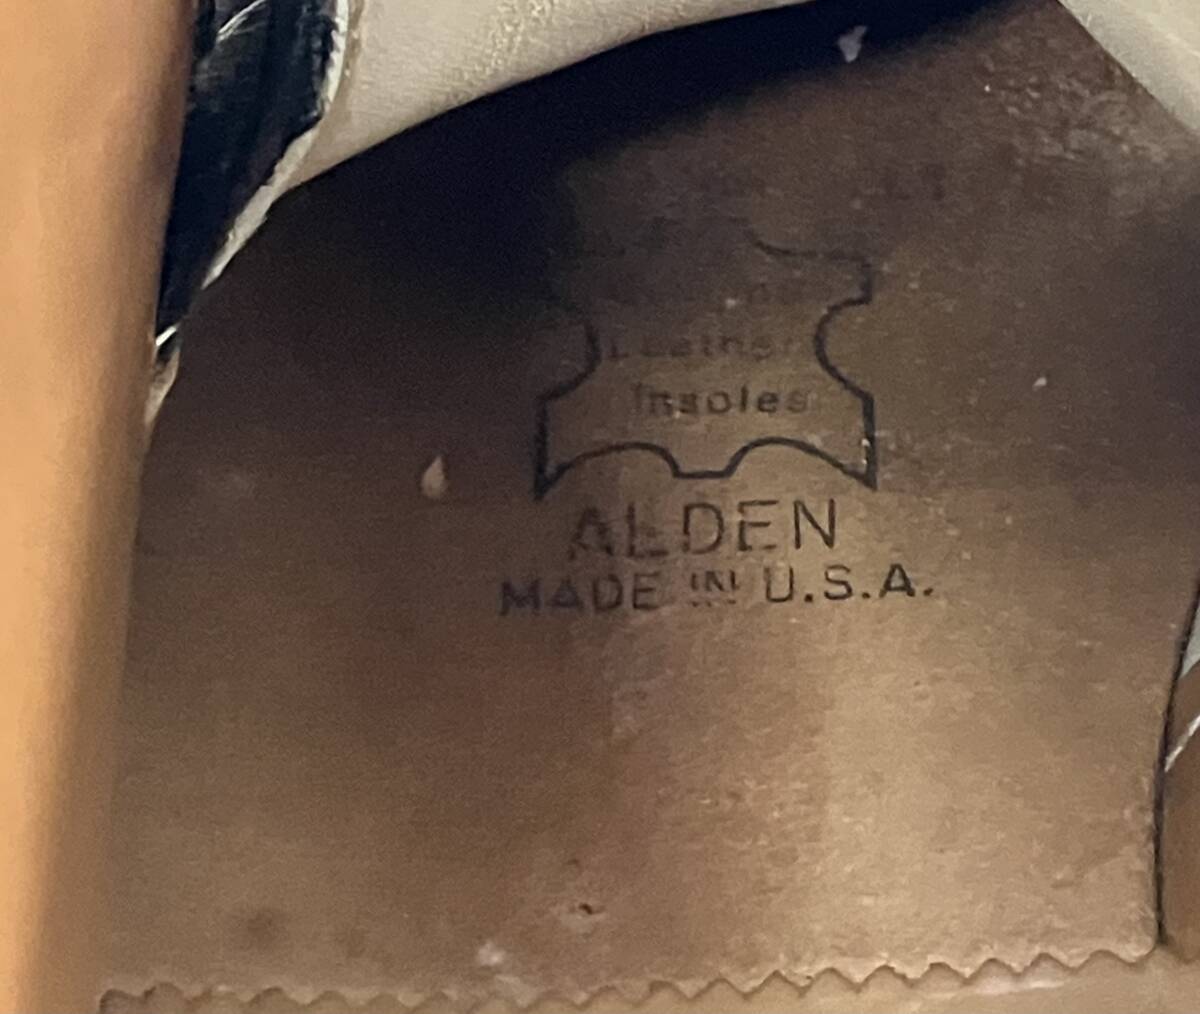 Leather
Insoles
ALDEN
MADE IN U.S.A.